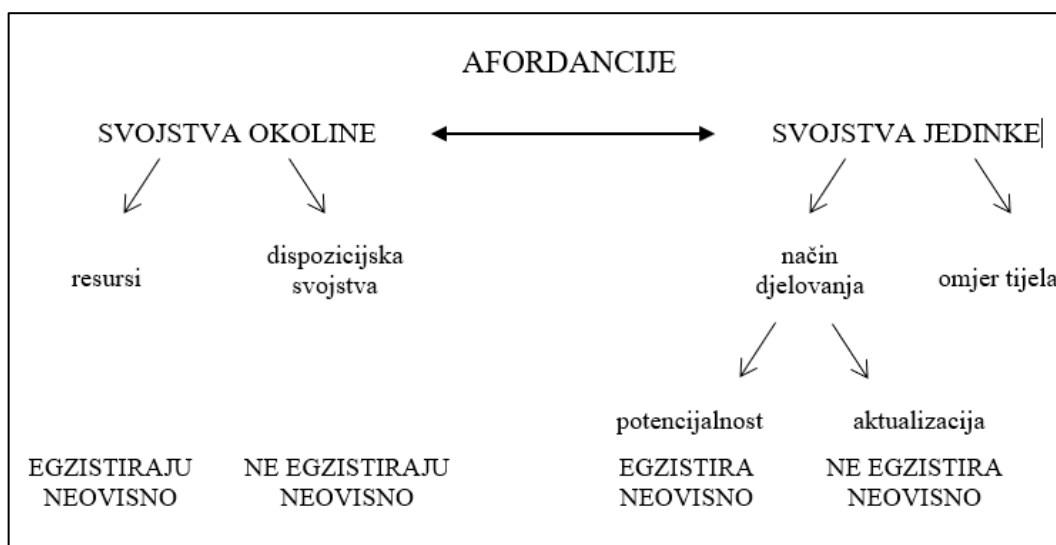 AFORDANCIJE
SVOJSTVA OKOLINE
SVOJSTVA JEDINKE
resursi
dispozicijska
svojstva
način
djelovanja
omjer tijela
potencijalnost
aktualizacija
EGZISTIRAJU
NEOVISNO
NE EGZISTIRAJU
NEOVISNO
EGZISTIRA
NEOVISNO
NE EGZISTIRA
NEOVISNO